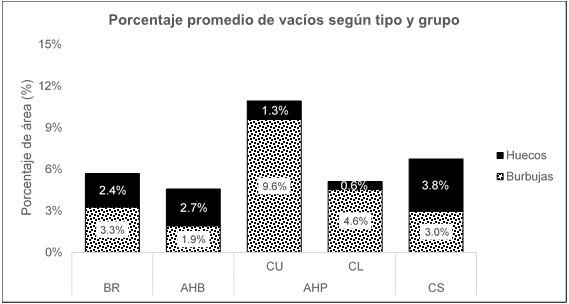 Porcentaje promedio de vacíos según tipo y grupo
Porcentaje de área (%)
15%
12%
9%
6%
3%
0%
2.4%
3.3%
2.7%
1.9%
1.3%
9.6%
0.6%
4.6%
3.8%
3.0%
Huecos
Burbujas
CU CL
BR AHB AHP CS